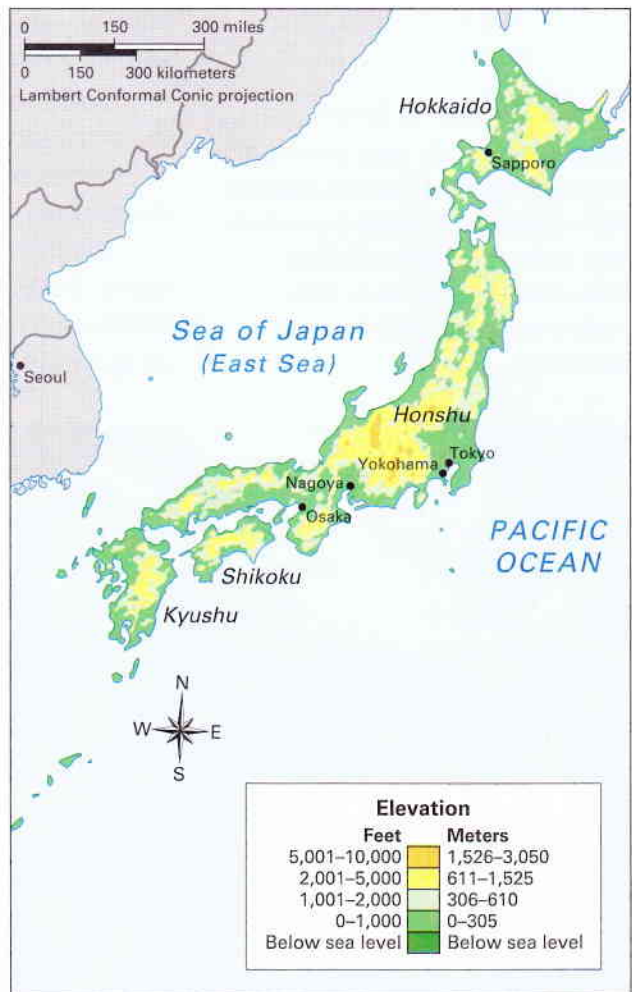 0 150 300 miles
0 150 300 kilometers
Lambert Conformal Conic projection
Hokkaido
Sapporo
Sea of Japan
(East Sea)
Seoul
Honshu
Tokyo
Yokohama
Nagoya
Osaka
PACIFIC
OCEAN
Shikoku
Kyushu
N
W E
S
Elevation
Feet Meters
5,001–10,000 1,526–3,050
2,001–5,000 611–1,525
1,001–2,000 306–610
0–1,000 0–305
Below sea level Below sea level